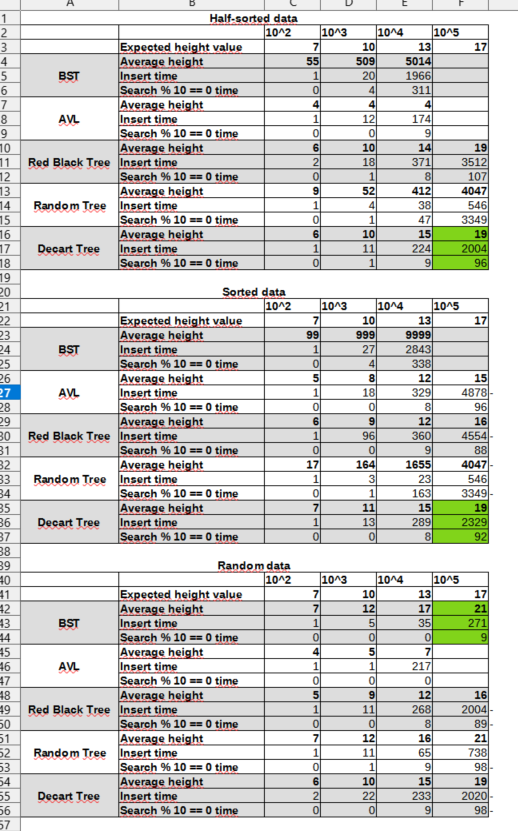 A B C D E F
1 Half-sorted data
2 10^2 10^3 10^4 10^5
3 Expected height value 7 10 13 17
4 Average height 55 509 5014
5 BST Insert time 1 20 1966
6 Search % 10 == 0 time 0 4 311
7 Average height 4 4 4
8 AVL Insert time 1 12 174
9 Search % 10 == 0 time 0 0 9
10 Average height 6 10 14 19
11 Red Black Tree Insert time 2 18 371 3512
12 Search % 10 == 0 time 0 1 8 107
13 Average height 9 52 412 4047
14 Random Tree Insert time 1 4 38 546
15 Search % 10 == 0 time 0 1 47 3349
16 Average height 6 10 15 19
17 Decart Tree Insert time 1 11 224 2004
18 Search % 10 == 0 time 0 1 9 96
19
20 Sorted data
21 10^2 10^3 10^4 10^5
22 Expected height value 7 10 13 17
23 Average height 99 999 9999
24 BST Insert time 1 27 2843
25 Search % 10 == 0 time 0 4 338
26 Average height 5 8 12 15
27 AVL Insert time 1 18 329 4878
28 Search % 10 == 0 time 0 0 8 96
29 Average height 6 9 12 16
30 Red Black Tree Insert time 1 96 360 4554
31 Search % 10 == 0 time 0 0 9 88
32 Average height 17 164 1655 4047
33 Random Tree Insert time 1 3 23 546
34 Search % 10 == 0 time 0 1 163 3349
35 Average height 7 11 15 19
36 Decart Tree Insert time 1 13 289 2329
37 Search % 10 == 0 time 0 0 8 92
38
39 Random data
40 10^2 10^3 10^4 10^5
41 Expected height value 7 10 13 17
42 Average height 7 12 17 21
43 BST Insert time 1 5 35 271
44 Search % 10 == 0 time 0 0 0 9
45 Average height 4 5 7
46 AVL Insert time 1 1 217
47 Search % 10 == 0 time 0 0 0
48 Average height 5 9 12 16
49 Red Black Tree Insert time 1 11 268 2004
50 Search % 10 == 0 time 0 0 8 89
51 Average height 7 12 16 21
52 Random Tree Insert time 1 11 65 738
53 Search % 10 == 0 time 0 1 9 98
54 Average height 6 10 15 19
55 Decart Tree Insert time 2 22 233 2020
56 Search % 10 == 0 time 0 0 9 98
57